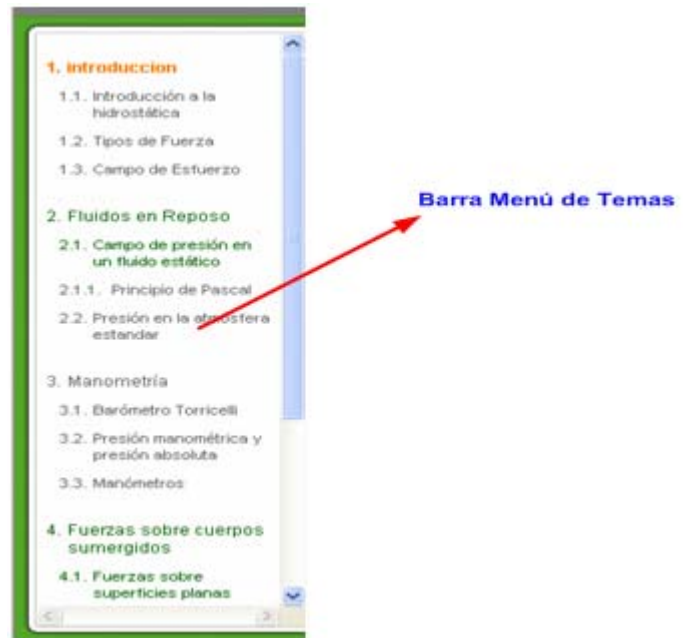 1. introduccion
1.1. Introducción a la
hidrostática
1.2. Tipos de Fuerza
1.3. Campo de Esfuerzo
2. Fluidos en Reposo
2.1. Campo de presión en
un fluido estático
2.1.1. Principio de Pascal
2.2. Presión en la atmosfera
estandar
3. Manometría
3.1. Barómetro Torricelli
3.2. Presión manométrica y
presión absoluta
3.3. Manómetros
4. Fuerzas sobre cuerpos
sumergidos
4.1. Fuerzas sobre
superficies planas
Barra Menú de Temas